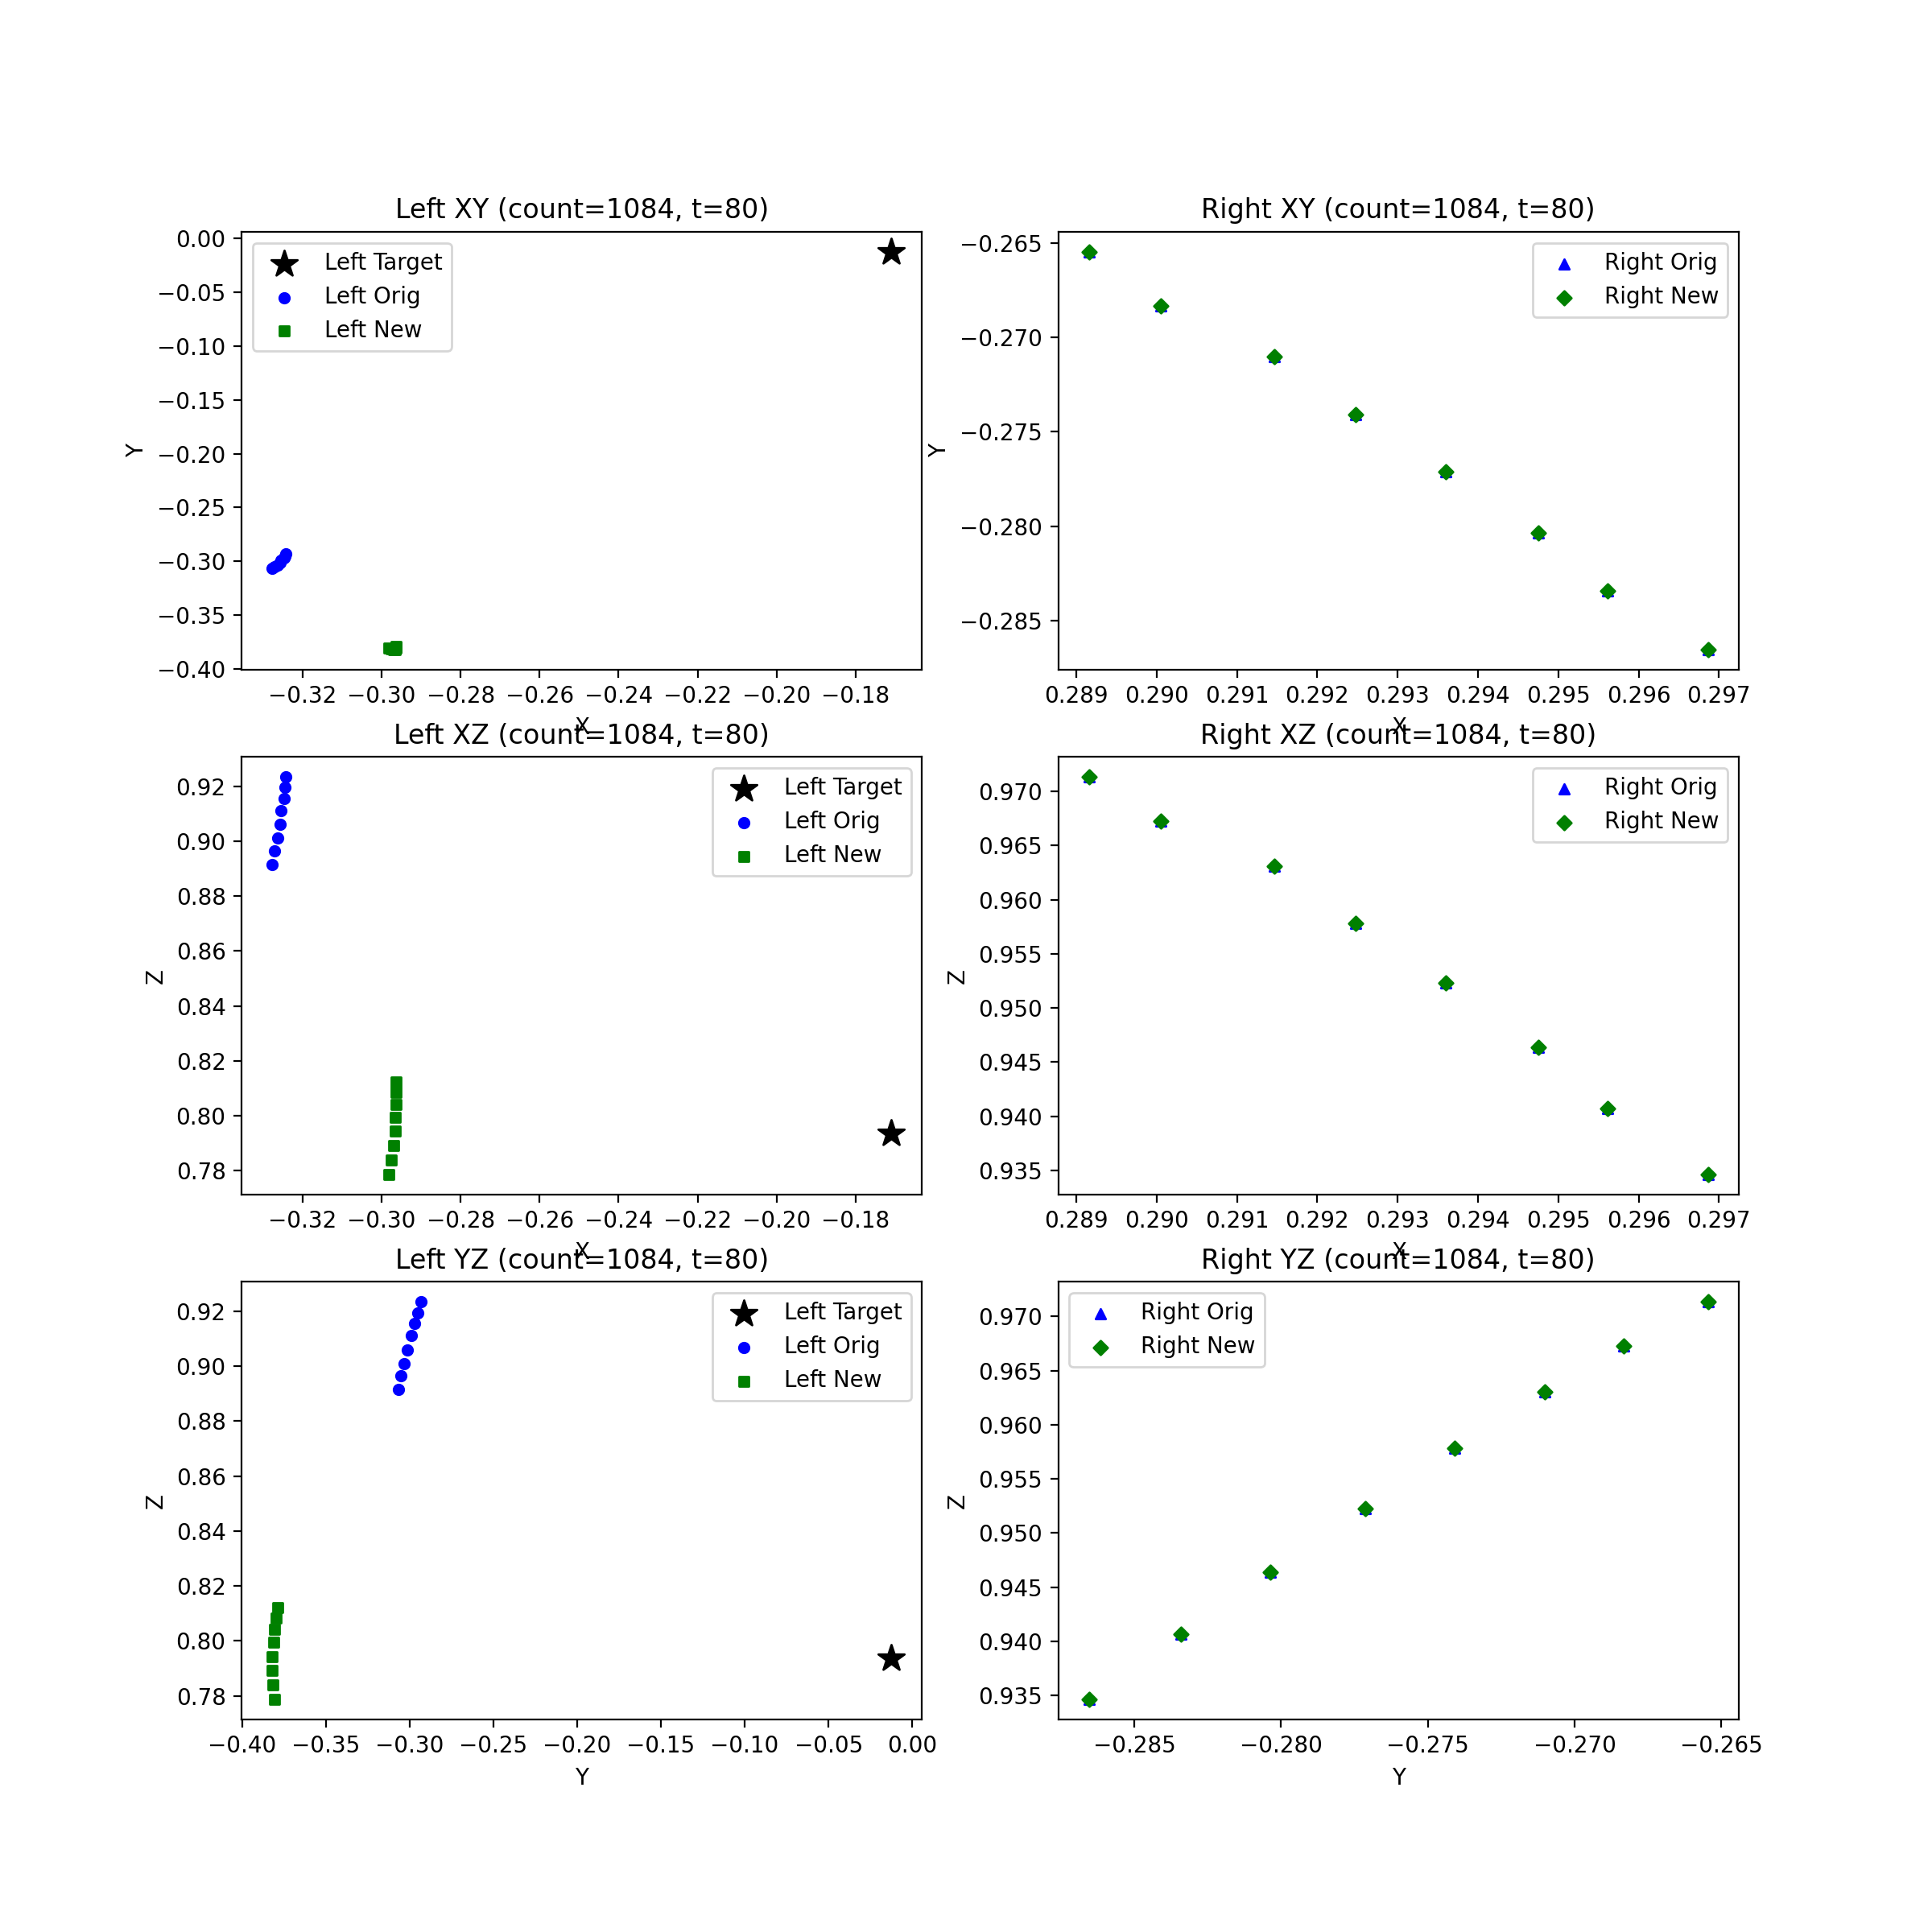 Left XY (count=1084, t=80)
Right XY (count=1084, t=80)
0.00
−0.05
−0.10
−0.15
−0.20
−0.25
−0.30
−0.35
−0.40
Y
Left Target
Left Orig
Left New
−0.32 −0.30 −0.28 −0.26 −0.24 −0.22 −0.20 −0.18
X
−0.265
−0.270
−0.275
−0.280
−0.285
Y
Right Orig
Right New
0.289 0.290 0.291 0.292 0.293 0.294 0.295 0.296 0.297
X
Left XZ (count=1084, t=80)
Right XZ (count=1084, t=80)
0.92
0.90
0.88
0.86
0.84
0.82
0.80
0.78
Z
Left Target
Left Orig
Left New
−0.32 −0.30 −0.28 −0.26 −0.24 −0.22 −0.20 −0.18
X
0.970
0.965
0.960
0.955
0.950
0.945
0.940
0.935
Z
Right Orig
Right New
0.289 0.290 0.291 0.292 0.293 0.294 0.295 0.296 0.297
X
Left YZ (count=1084, t=80)
Right YZ (count=1084, t=80)
0.92
0.90
0.88
0.86
0.84
0.82
0.80
0.78
Z
Left Target
Left Orig
Left New
−0.40 −0.35 −0.30 −0.25 −0.20 −0.15 −0.10 −0.05 0.00
Y
0.970
0.965
0.960
0.955
0.950
0.945
0.940
0.935
Z
Right Orig
Right New
−0.285 −0.280 −0.275 −0.270 −0.265
Y